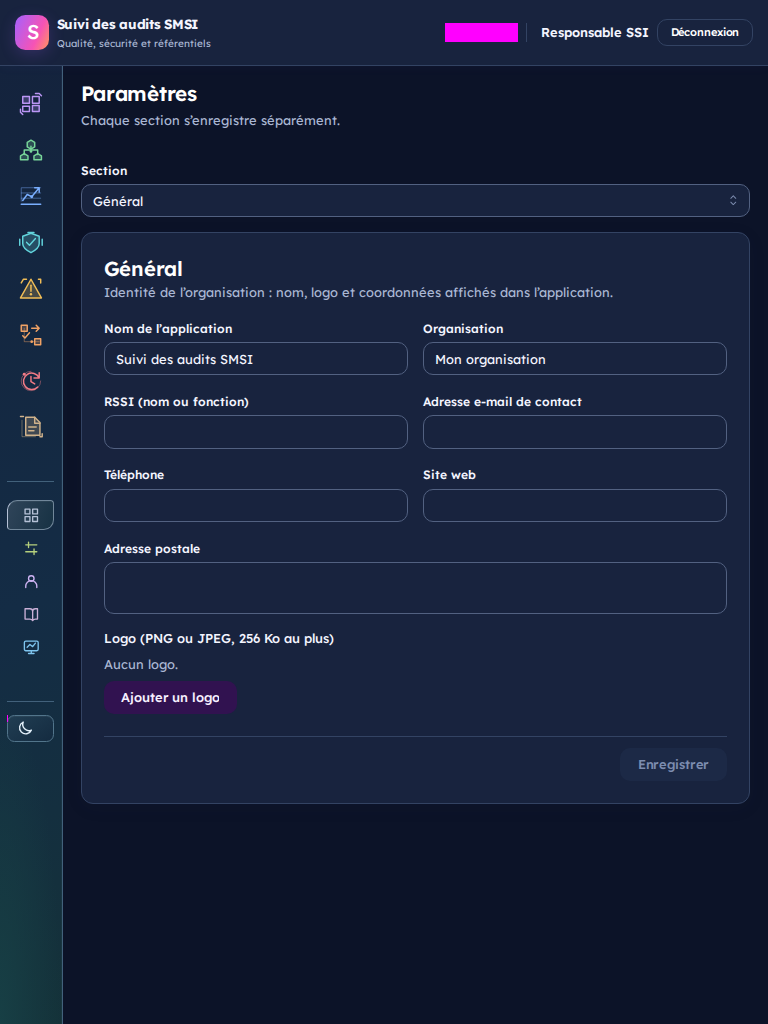 S
Suivi des audits SMSI
Qualité, sécurité et référentiels
Responsable SSI
Déconnexion
Paramètres
Chaque section s’enregistre séparément.
Section
Général
Général
Identité de l’organisation : nom, logo et coordonnées affichés dans l’application.
Nom de l’application
Organisation
Suivi des audits SMSI
Mon organisation
RSSI (nom ou fonction)
Adresse e-mail de contact
Téléphone
Site web
Adresse postale
Logo (PNG ou JPEG, 256 Ko au plus)
Aucun logo.
Ajouter un logo
Enregistrer